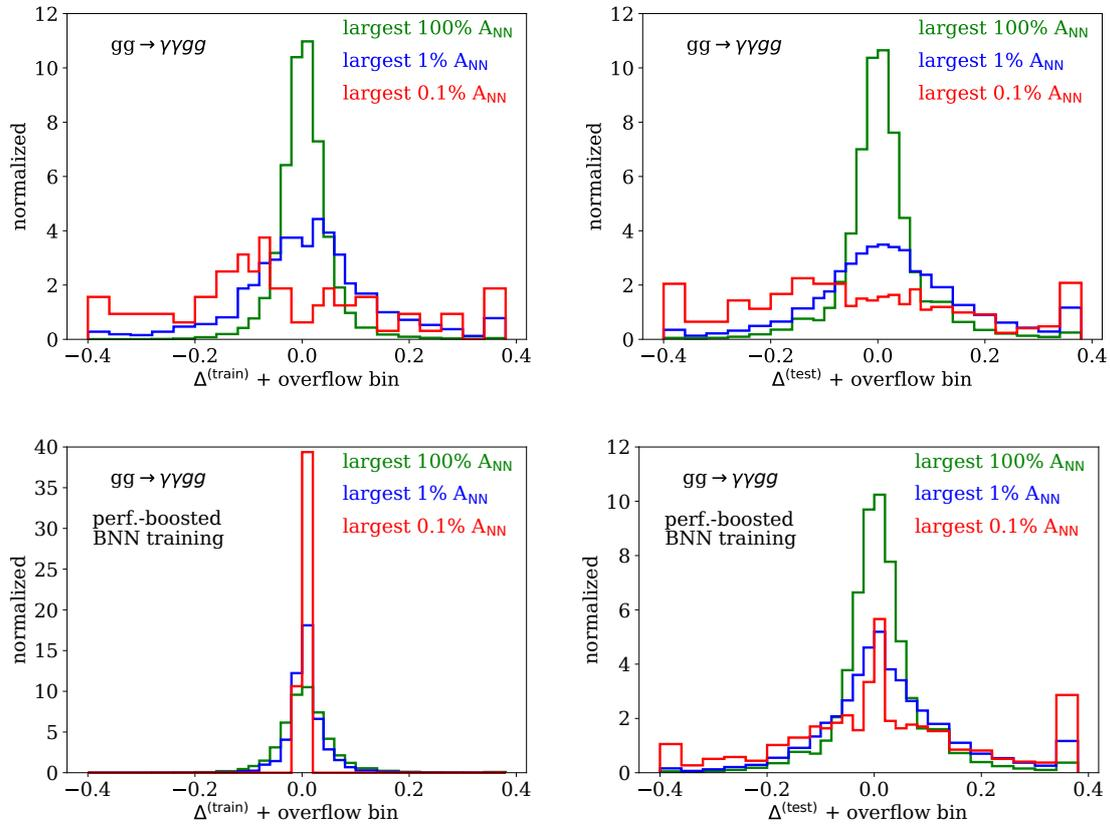 12
10
8
6
4
2
0
normalized
gg → γγgg
largest 100% A_NN
largest 1% A_NN
largest 0.1% A_NN
−0.4 −0.2 0.0 0.2 0.4
Δ^(train) + overflow bin
12
10
8
6
4
2
0
normalized
gg → γγgg
largest 100% A_NN
largest 1% A_NN
largest 0.1% A_NN
−0.4 −0.2 0.0 0.2 0.4
Δ^(test) + overflow bin
40
35
30
25
20
15
10
5
0
normalized
gg → γγgg
perf.-boosted
BNN training
largest 100% A_NN
largest 1% A_NN
largest 0.1% A_NN
−0.4 −0.2 0.0 0.2 0.4
Δ^(train) + overflow bin
12
10
8
6
4
2
0
normalized
gg → γγgg
perf.-boosted
BNN training
largest 100% A_NN
largest 1% A_NN
largest 0.1% A_NN
−0.4 −0.2 0.0 0.2 0.4
Δ^(test) + overflow bin